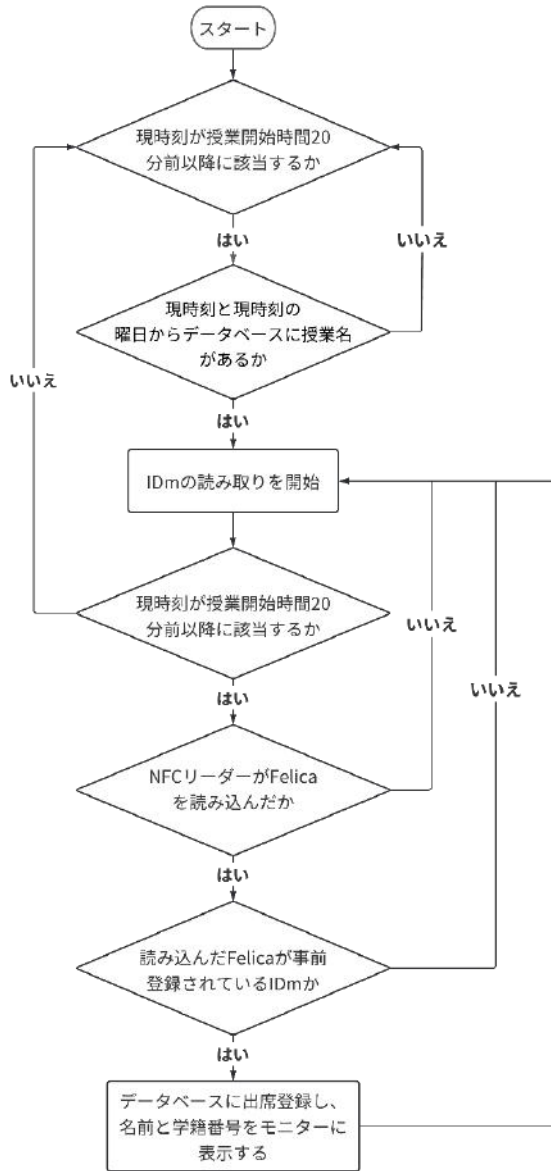 スタート
現時刻が授業開始時間20
分前以降に該当するか
はい
いいえ
現時刻と現時刻の
曜日からデータベースに授業名
があるか
いいえ
はい
IDmの読み取りを開始
現時刻が授業開始時間20
分前以降に該当するか
いいえ
いいえ
はい
NFCリーダーがFelica
を読み込んだか
はい
読み込んだFelicaが事前
登録されているIDmか
はい
データベースに出席登録し、
名前と学籍番号をモニターに
表示する